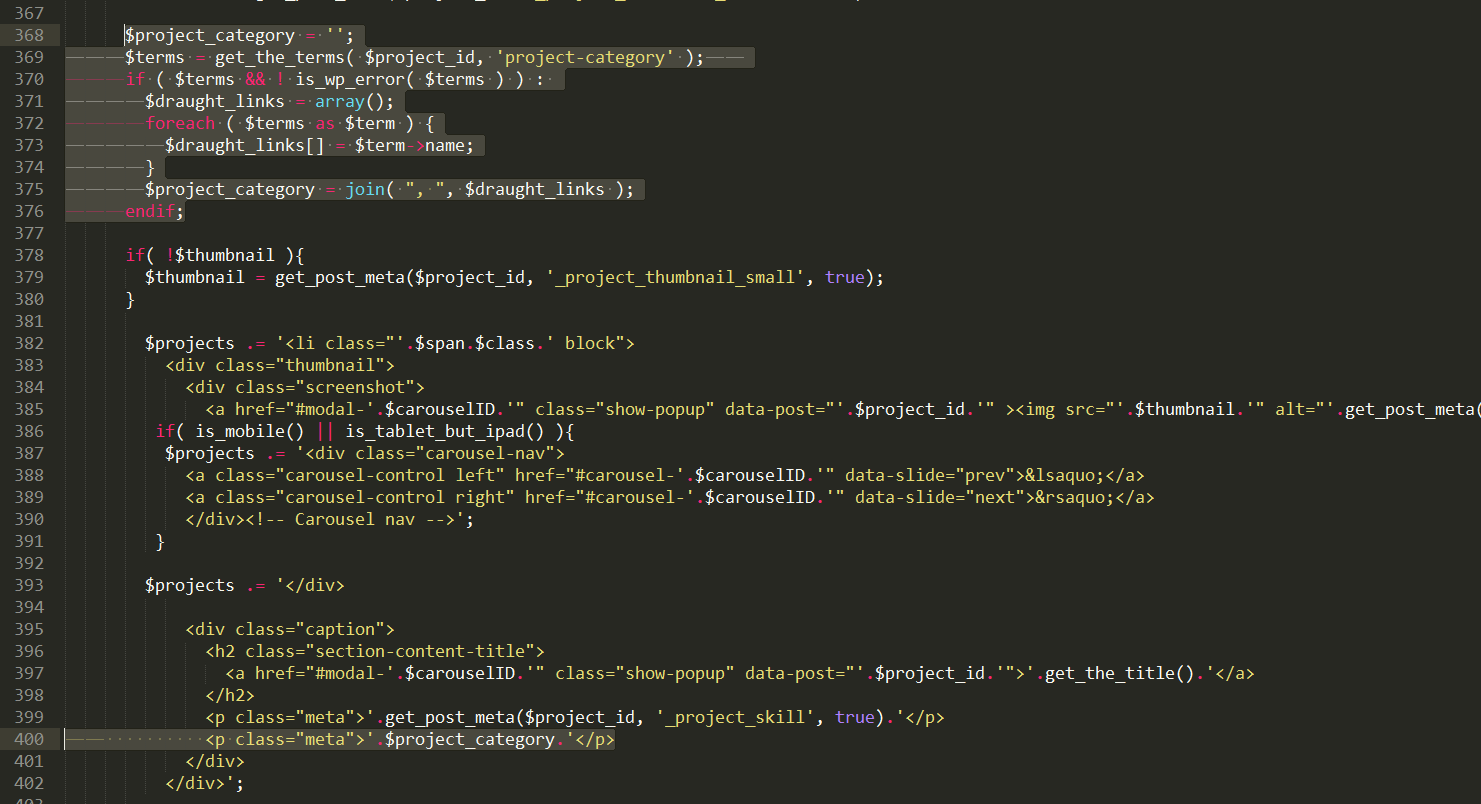 367
368 $project_category = '';
369 $terms = get_the_terms( $project_id, 'project-category' );
370 if ( $terms && ! is_wp_error( $terms ) ) :
371 $draught_links = array();
372 foreach ( $terms as $term ) {
373 $draught_links[] = $term->name;
374 }
375 $project_category = join( ", ", $draught_links );
376 endif;
377
378 if( !$thumbnail ){
379 $thumbnail = get_post_meta($project_id, '_project_thumbnail_small', true);
380 }
381
382 $projects .= '<li class="'.$span.$class.' block">
383 <div class="thumbnail">
384 <div class="screenshot">
385 <a href="#modal-'.$carouselID.'" class="show-popup" data-post="'.$project_id.'" ><img src="'.$thumbnail.'" alt="'.get_post_meta(
386 if( is_mobile() || is_tablet_but_ipad() ){
387 $projects .= '<div class="carousel-nav">
388 <a class="carousel-control left" href="#carousel-'.$carouselID.'" data-slide="prev">&lsaquo;</a>
389 <a class="carousel-control right" href="#carousel-'.$carouselID.'" data-slide="next">&rsaquo;</a>
390 </div><!-- Carousel nav -->';
391 }
392
393 $projects .= '</div>
394
395 <div class="caption">
396 <h2 class="section-content-title">
397 <a href="#modal-'.$carouselID.'" class="show-popup" data-post="'.$project_id.'">'.get_the_title().'</a>
398 </h2>
399 <p class="meta">'.get_post_meta($project_id, '_project_skill', true).'</p>
400 <p class="meta">'.$project_category.'</p>
401 </div>
402 </div>';